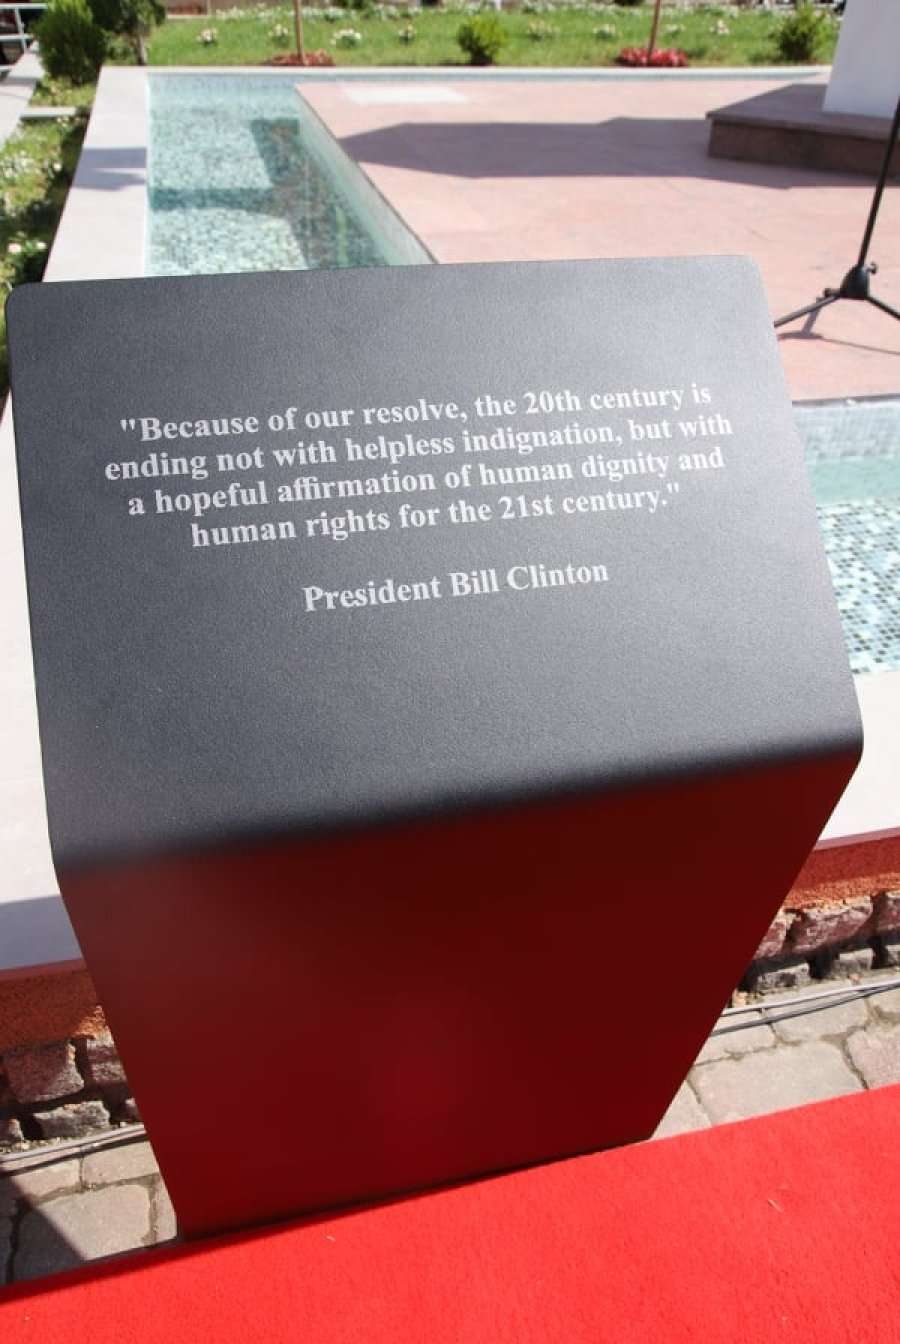 "Because of our resolve, the 20th century is
ending not with helpless indignation, but with
a hopeful affirmation of human dignity and
human rights for the 21st century."
President Bill Clinton